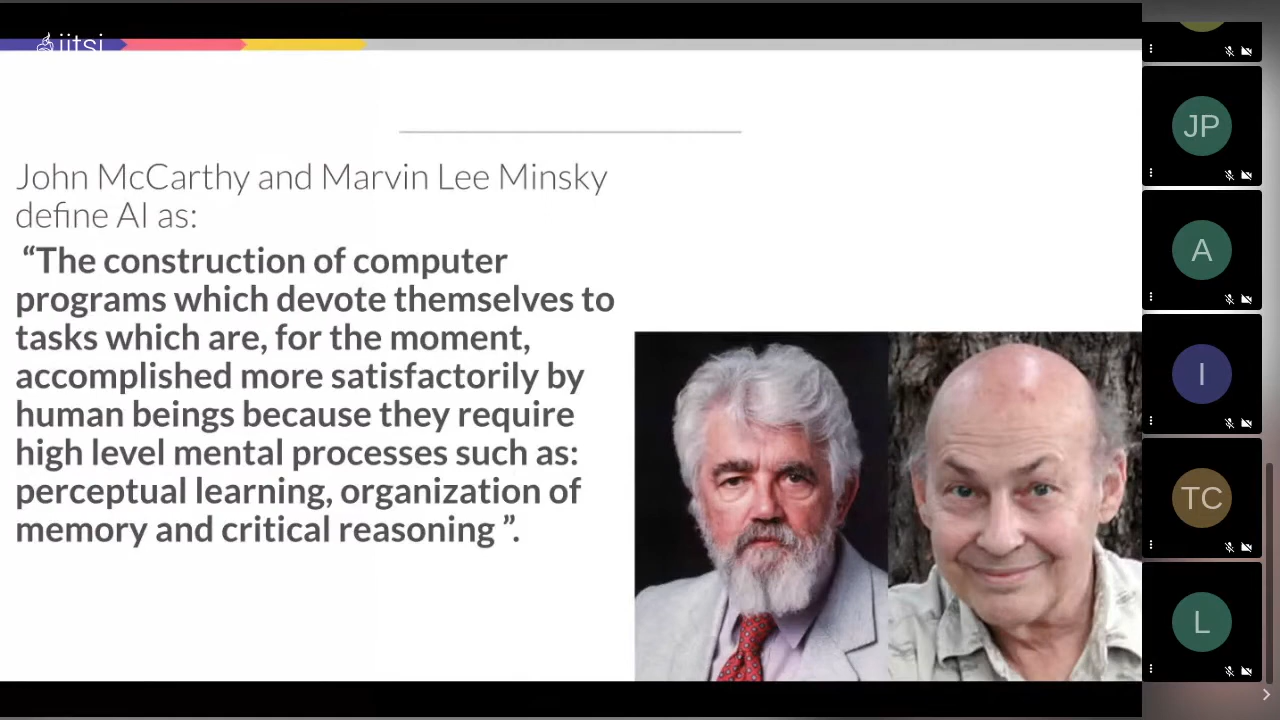 jitsi
John McCarthy and Marvin Lee Minsky
define AI as:
“The construction of computer
programs which devote themselves to
tasks which are, for the moment,
accomplished more satisfactorily by
human beings because they require
high level mental processes such as:
perceptual learning, organization of
memory and critical reasoning ”.
JP
A
I
TC
L